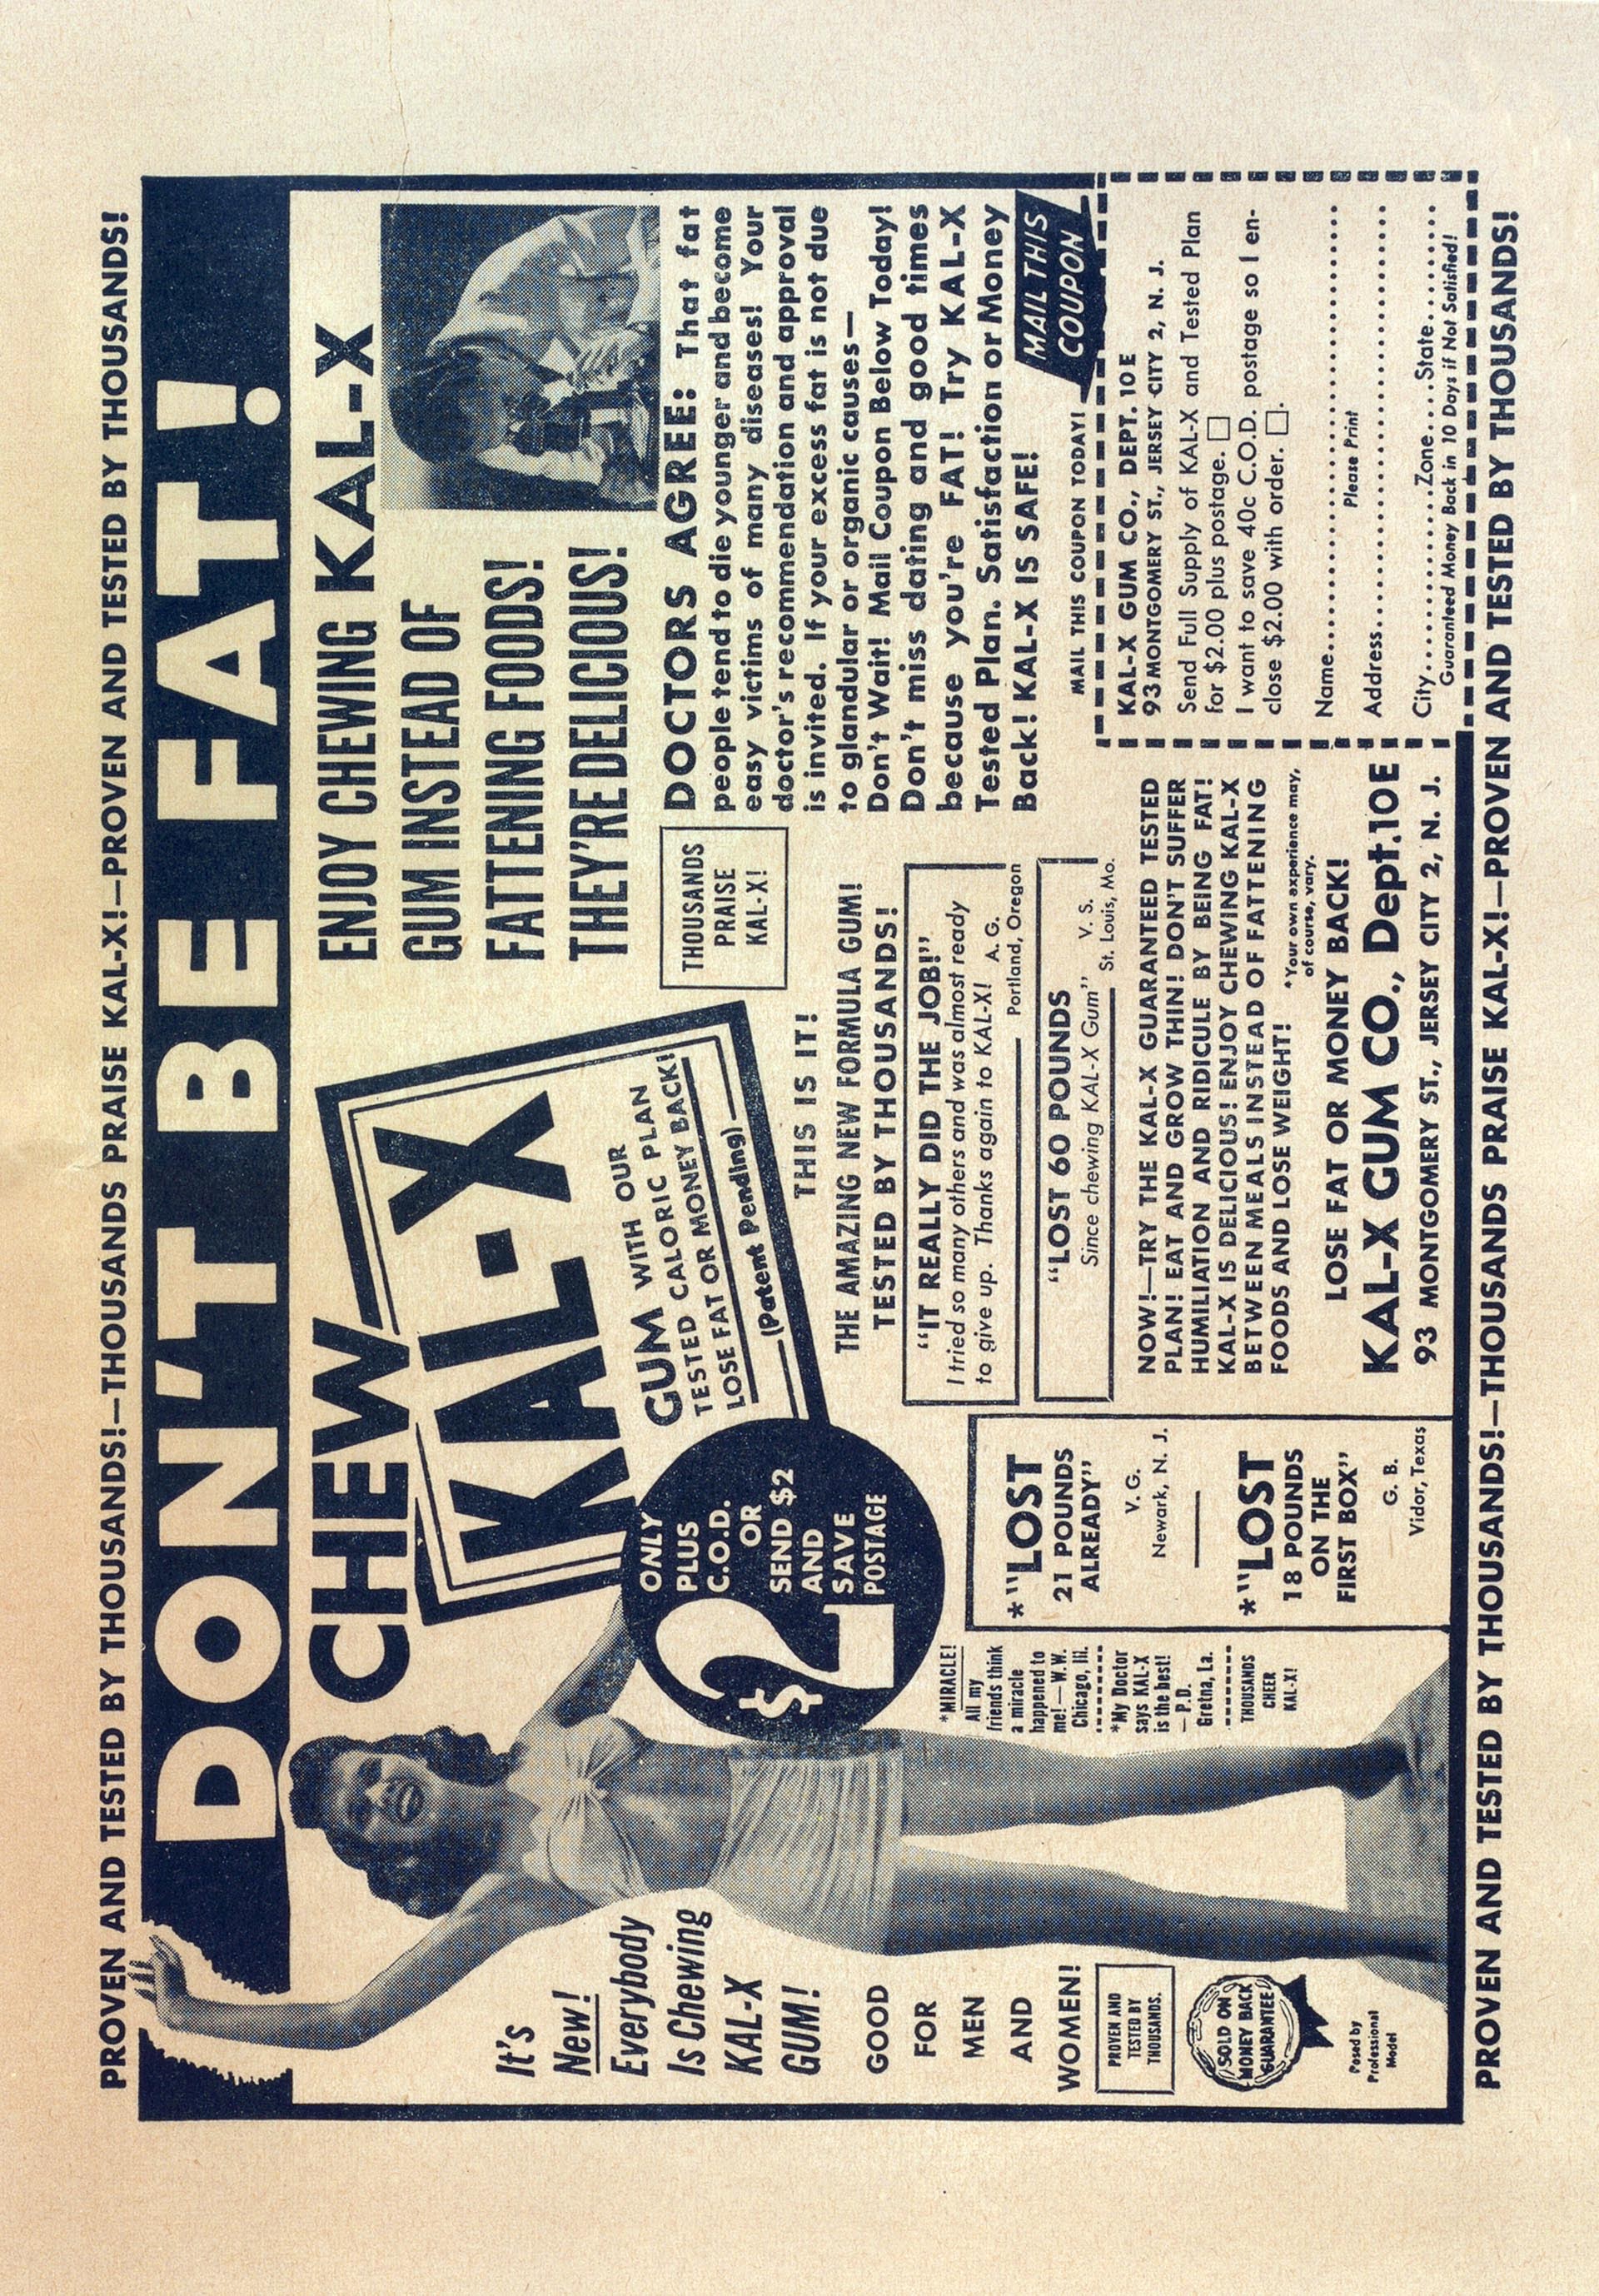 PROVEN AND TESTED BY THOUSANDS!—THOUSANDS PRAISE KAL-X!—PROVEN AND TESTED BY THOUSANDS!
DON'T BE FAT!
CHEW
KAL-X
GUM WITH OUR
TESTED CALORIC PLAN
LOSE FAT OR MONEY BACK!
(Patent Pending)
ENJOY CHEWING KAL-X
GUM INSTEAD OF
FATTENING FOODS!
THEY'RE DELICIOUS!
It's
New!
Everybody
Is Chewing
KAL-X
GUM!
GOOD
FOR
MEN
AND
WOMEN!
PROVEN AND
TESTED BY
THOUSANDS.
SOLD ON
MONEY BACK
GUARANTEE
Posed by
Professional
Model
ONLY
$2
PLUS
C.O.D.
OR
SEND $2
AND
SAVE
POSTAGE
*MIRACLE!
All my
friends think
a miracle
happened to
me!—W.W.
Chicago, Ill.
*My Doctor
says KAL-X
is the best!
—P.D.
Gretna, La.
THOUSANDS
CHEER
KAL-X!
*"LOST
21 POUNDS
ALREADY"
V. G.
Newark, N. J.
*"LOST
18 POUNDS
ON THE
FIRST BOX"
G. B.
Vidor, Texas
THOUSANDS
PRAISE
KAL-X!
THIS IS IT!
THE AMAZING NEW FORMULA GUM!
TESTED BY THOUSANDS!
"IT REALLY DID THE JOB!"
I tried so many others and was almost ready
to give up. Thanks again to KAL-X! A.G.
Portland, Oregon
"LOST 60 POUNDS
Since chewing KAL-X Gum" V. S.
St. Louis, Mo.
NOW!—TRY THE KAL-X GUARANTEED TESTED
PLAN! EAT AND GROW THIN! DON'T SUFFER
HUMILIATION AND RIDICULE BY BEING FAT!
KAL-X IS DELICIOUS! ENJOY CHEWING KAL-X
BETWEEN MEALS INSTEAD OF FATTENING
FOODS AND LOSE WEIGHT!
*Your own experience may,
of course, vary.
LOSE FAT OR MONEY BACK!
KAL-X GUM CO., Dept.10E
93 MONTGOMERY ST., JERSEY CITY 2, N. J.
DOCTORS AGREE: That fat
people tend to die younger and become
easy victims of many diseases! Your
doctor's recommendation and approval
is invited. If your excess fat is not due
to glandular or organic causes—
Don't Wait! Mail Coupon Below Today!
Don't miss dating and good times
because you're FAT! Try KAL-X
Tested Plan. Satisfaction or Money
Back! KAL-X IS SAFE!
MAIL THIS
COUPON
MAIL THIS COUPON TODAY!
KAL-X GUM CO., DEPT. 10E
93 MONTGOMERY ST., JERSEY CITY 2, N. J.
Send Full Supply of KAL-X and Tested Plan
for $2.00 plus postage. □
I want to save 40c C.O.D. postage so I en-
close $2.00 with order. □.
Name..............................
Please Print
Address..............................
City...............Zone....State.........
Guaranteed Money Back in 10 Days if Not Satisfied!
PROVEN AND TESTED BY THOUSANDS!—THOUSANDS PRAISE KAL-X!—PROVEN AND TESTED BY THOUSANDS!